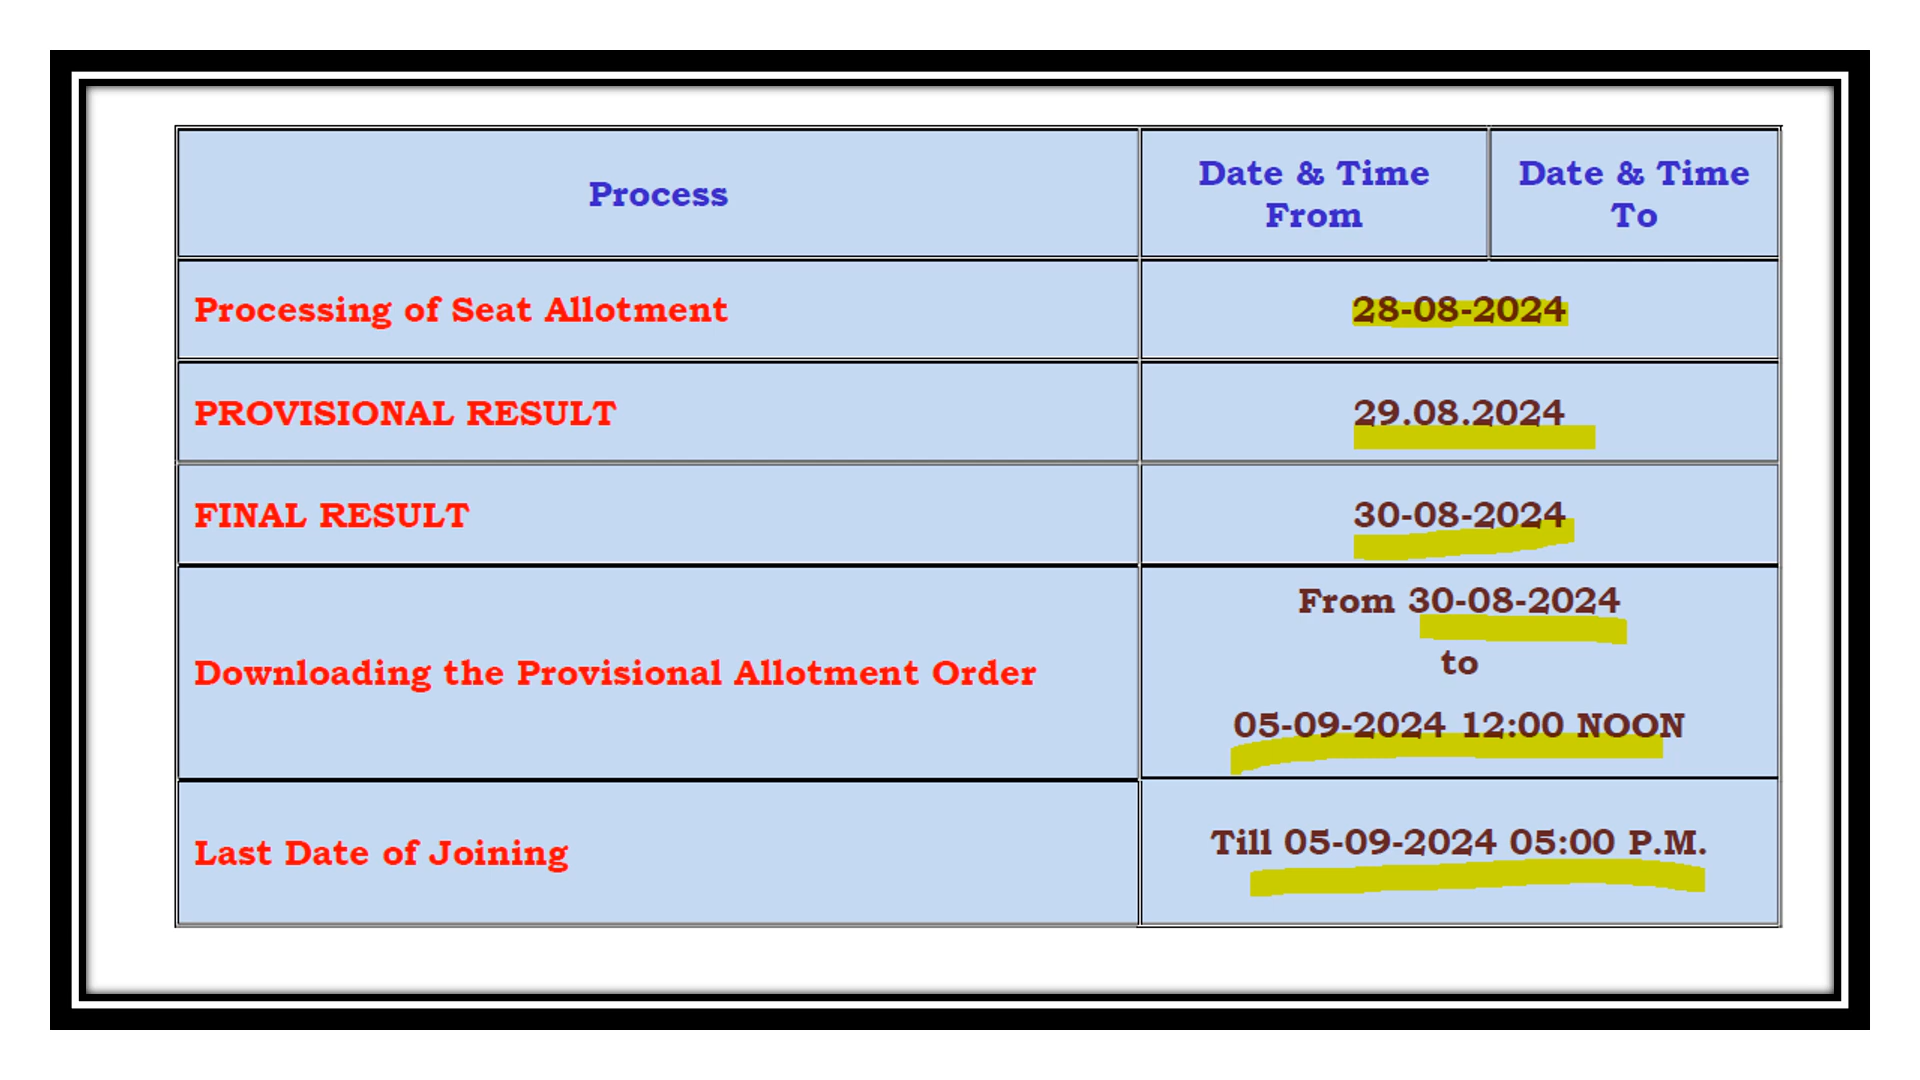 Process
Date & Time
From
Date & Time
To
Processing of Seat Allotment
28-08-2024
PROVISIONAL RESULT
29.08.2024
FINAL RESULT
30-08-2024
Downloading the Provisional Allotment Order
From 30-08-2024
to
05-09-2024 12:00 NOON
Last Date of Joining
Till 05-09-2024 05:00 P.M.